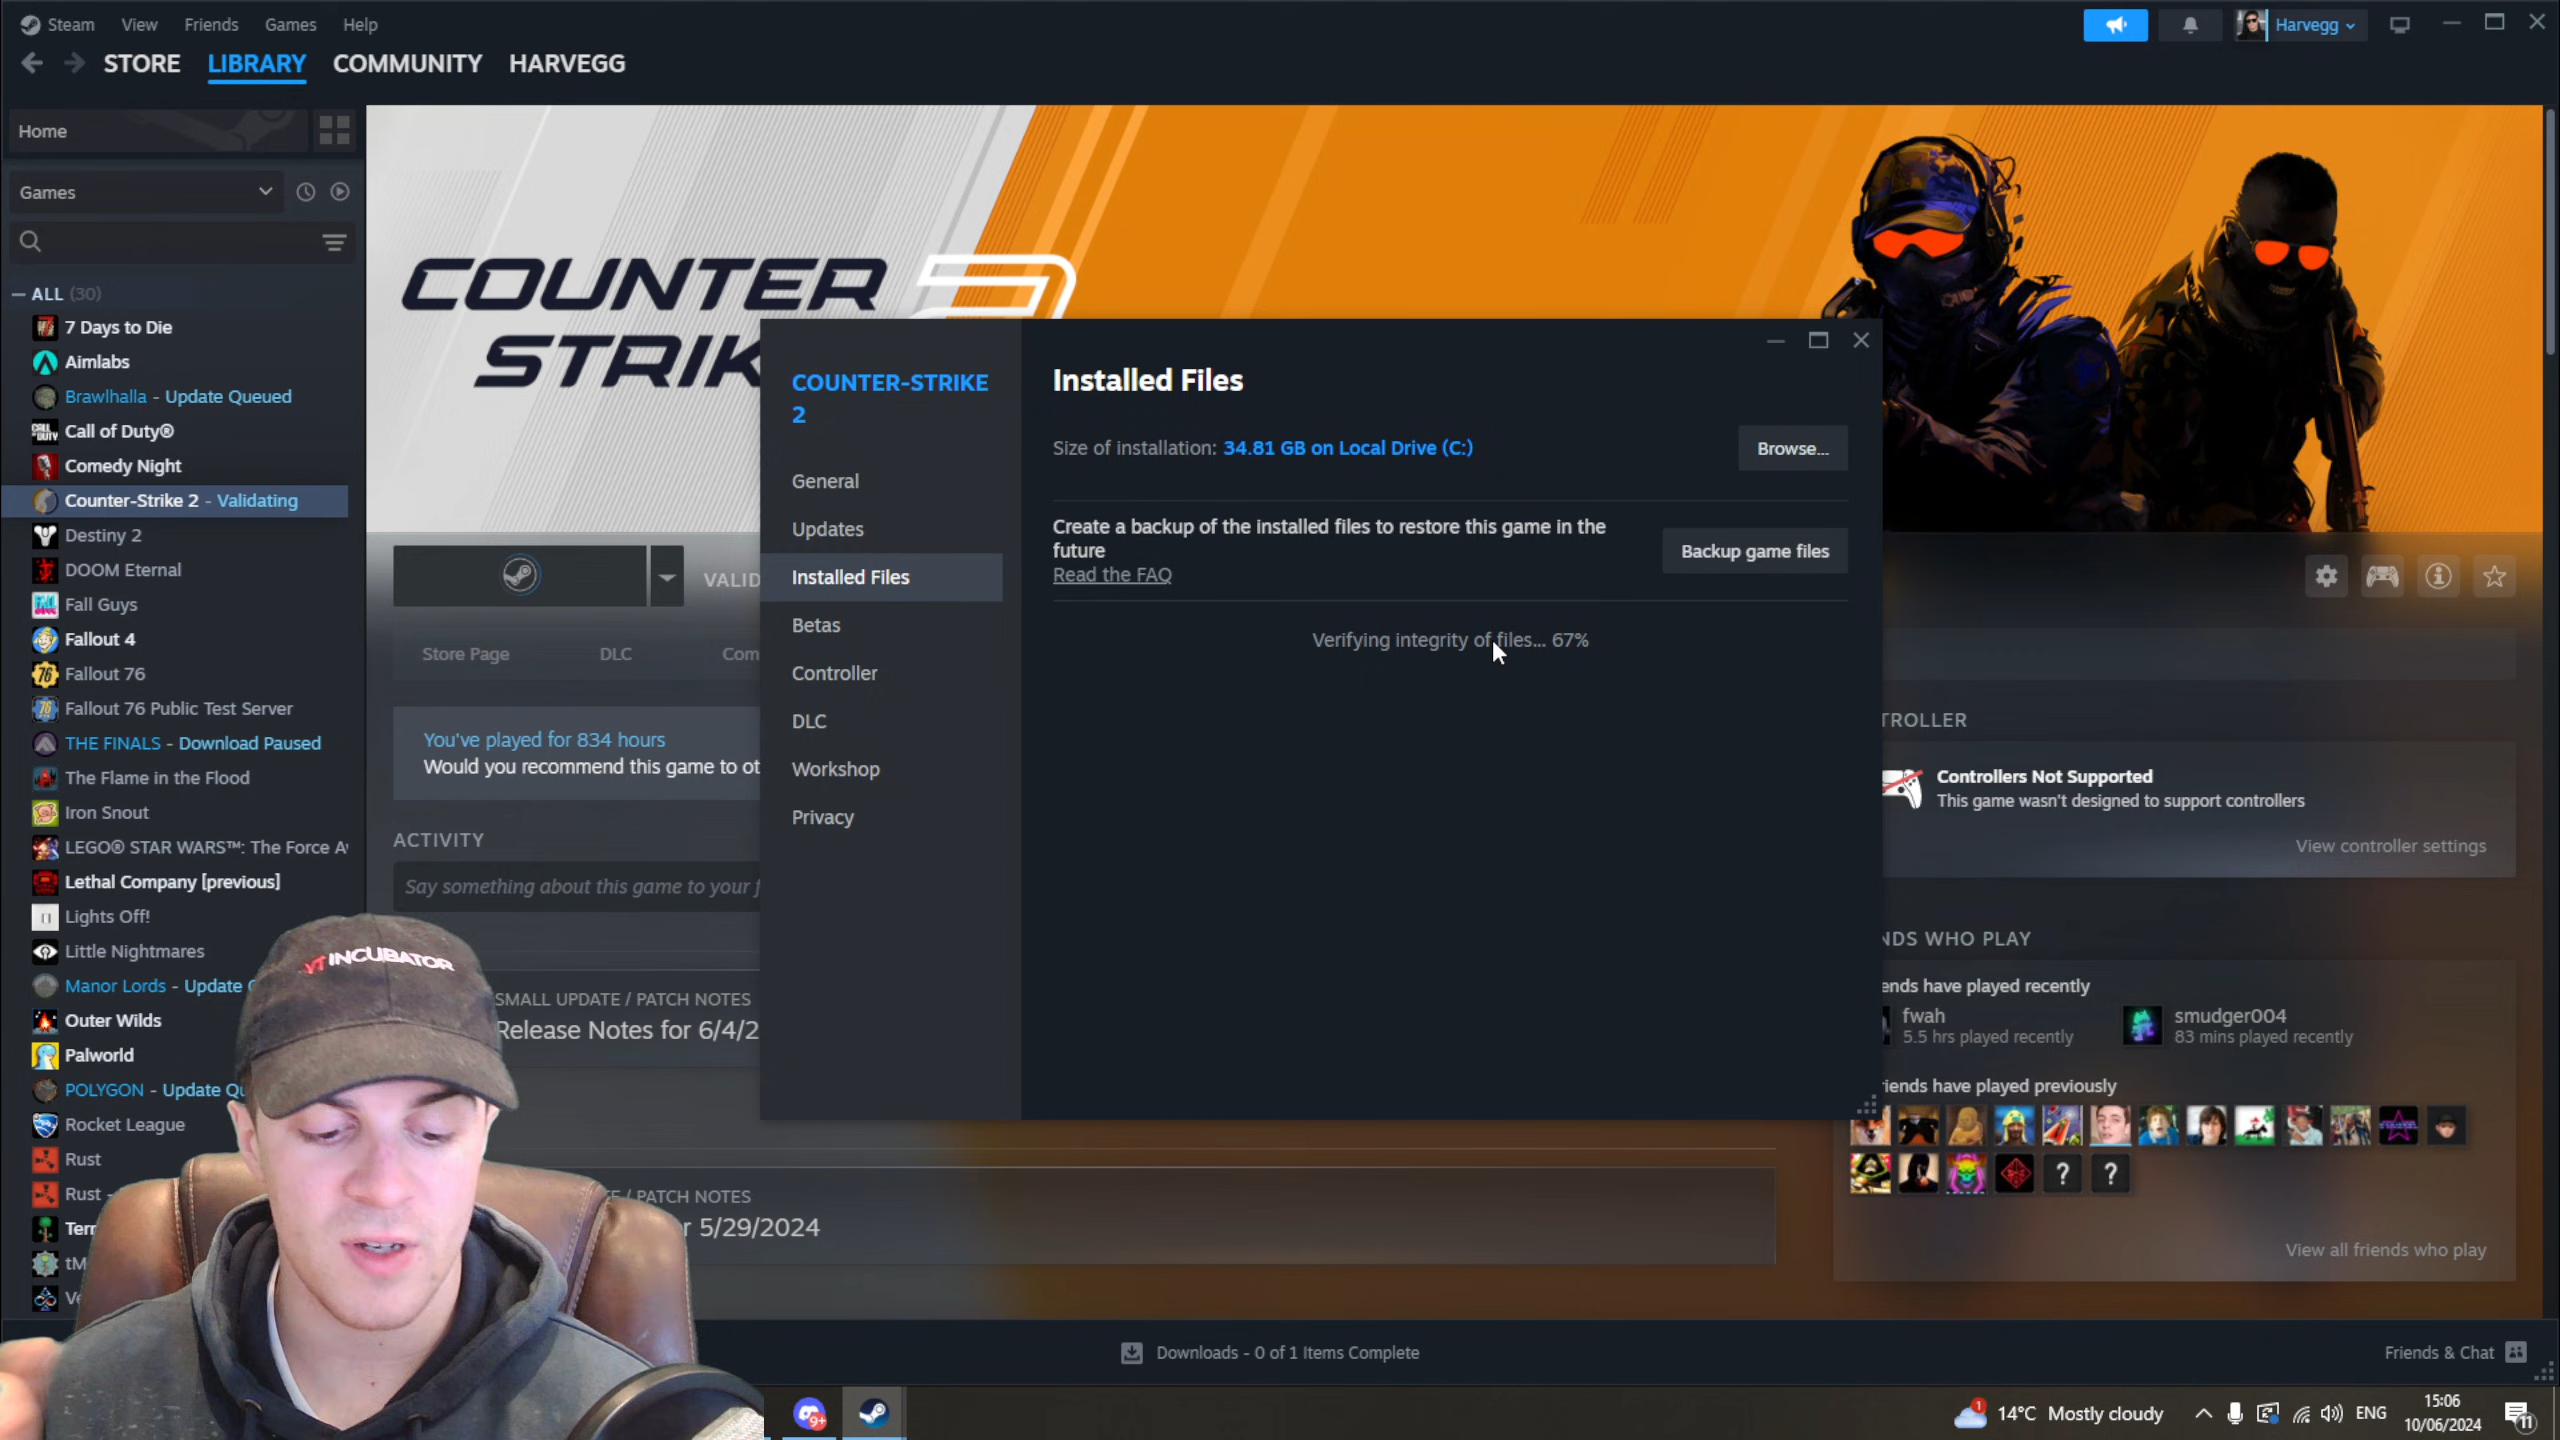 Steam View Friends Games Help
Harvegg
STORE LIBRARY COMMUNITY HARVEGG
Home
Games
ALL (30)
7 Days to Die
Aimlabs
Brawlhalla - Update Queued
Call of Duty®
Comedy Night
Counter-Strike 2 - Validating
Destiny 2
DOOM Eternal
Fall Guys
Fallout 4
Fallout 76
Fallout 76 Public Test Server
THE FINALS - Download Paused
The Flame in the Flood
Iron Snout
LEGO® STAR WARS™: The Force
Lethal Company [previous]
Lights Off!
Little Nightmares
Manor Lords - Update
Outer Wilds
Palworld
POLYGON - Update
Rocket League
Rust
Rust -
COUNTER
COUNTER-STRIKE
2
General
Updates
Installed Files
Betas
Controller
DLC
Workshop
Privacy
Installed Files
Size of installation: 34.81 GB on Local Drive (C:)
Browse...
Create a backup of the installed files to restore this game in the
future
Read the FAQ
Backup game files
Verifying integrity of files... 67%
Store Page DLC
You've played for 834 hours
Would you recommend this game to
ACTIVITY
Say something about this game to your
SMALL UPDATE / PATCH NOTES
Release Notes for 6/4/2
/ PATCH NOTES
5/29/2024
Controllers Not Supported
This game wasn't designed to support controllers
View controller settings
WHO PLAY
have played recently
fwah
5.5 hrs played recently
smudger004
83 mins played recently
have played previously
? ?
View all friends who play
YT INCUBATOR
Downloads - 0 of 1 Items Complete
Friends & Chat
9+
1
14°C Mostly cloudy
ENG
15:06
10/06/2024
11